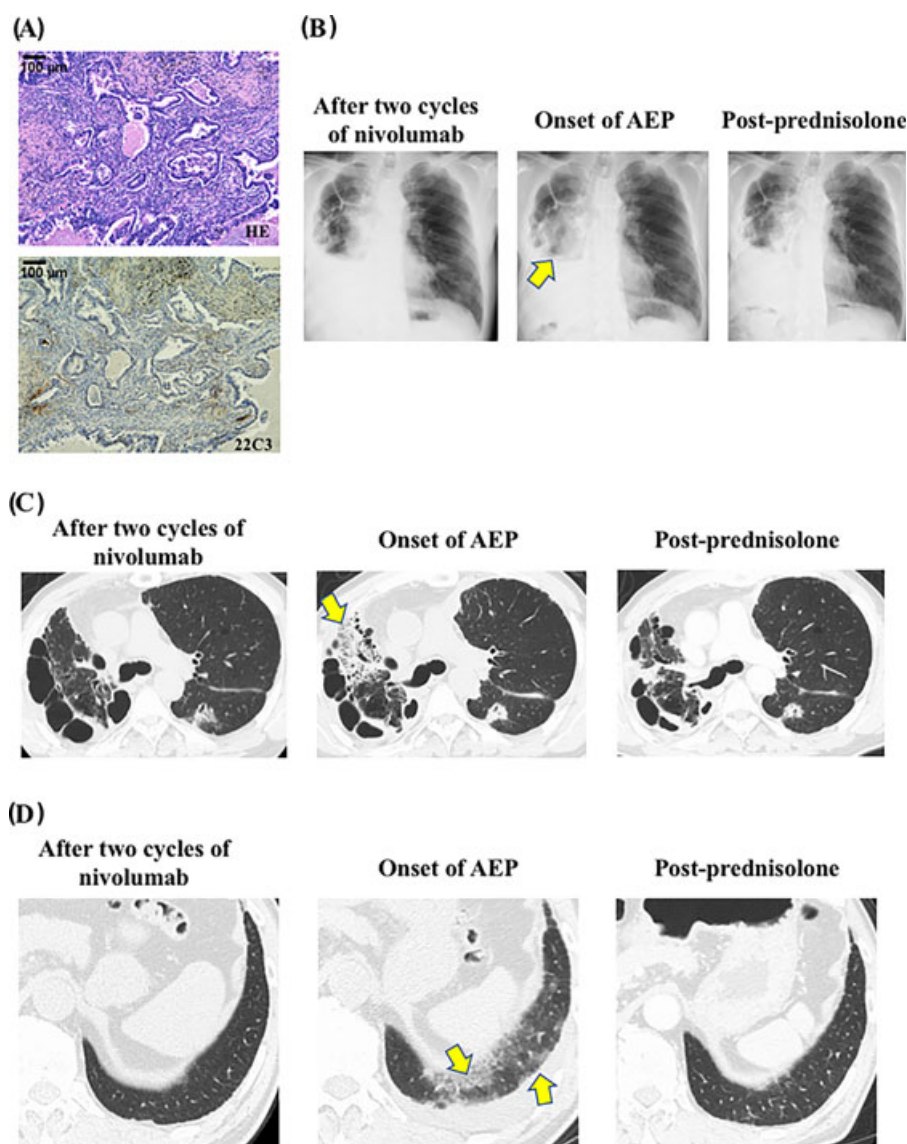 (A)
100 μm
HE
100 μm
22C3
(B)
After two cycles
of nivolumab
Onset of AEP
Post-prednisolone
(C)
After two cycles of
nivolumab
Onset of AEP
Post-prednisolone
(D)
After two cycles of
nivolumab
Onset of AEP
Post-prednisolone